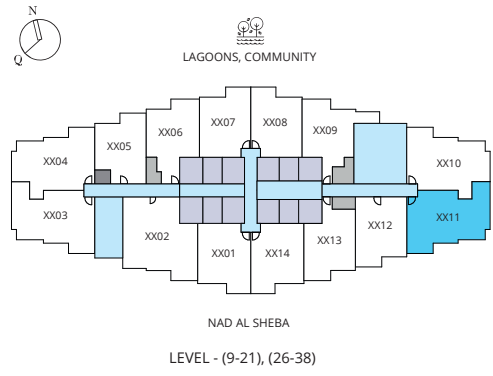 N
Q
LAGOONS, COMMUNITY
XX07
XX08
XX06
XX09
XX05
XX04
XX10
XX03
XX11
XX02
XX12
XX13
XX01
XX14
NAD AL SHEBA
LEVEL - (9-21), (26-38)